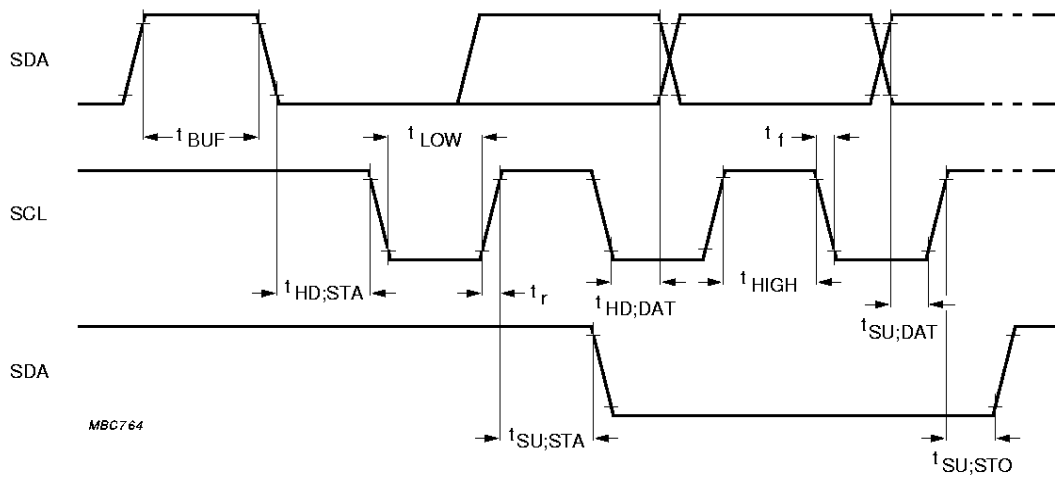 SDA
t BUF
t LOW
t f
SCL
t HD;STA
t r
t HD;DAT
t HIGH
t SU;DAT
SDA
MBC764
t SU;STA
t SU;STO